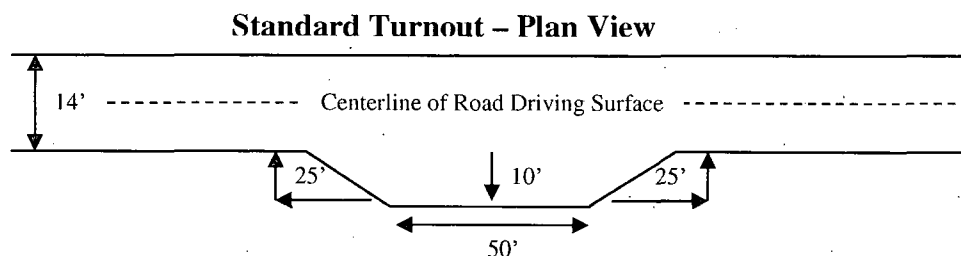 Standard Turnout – Plan View
14'
Centerline of Road Driving Surface
25'
10'
25'
50'